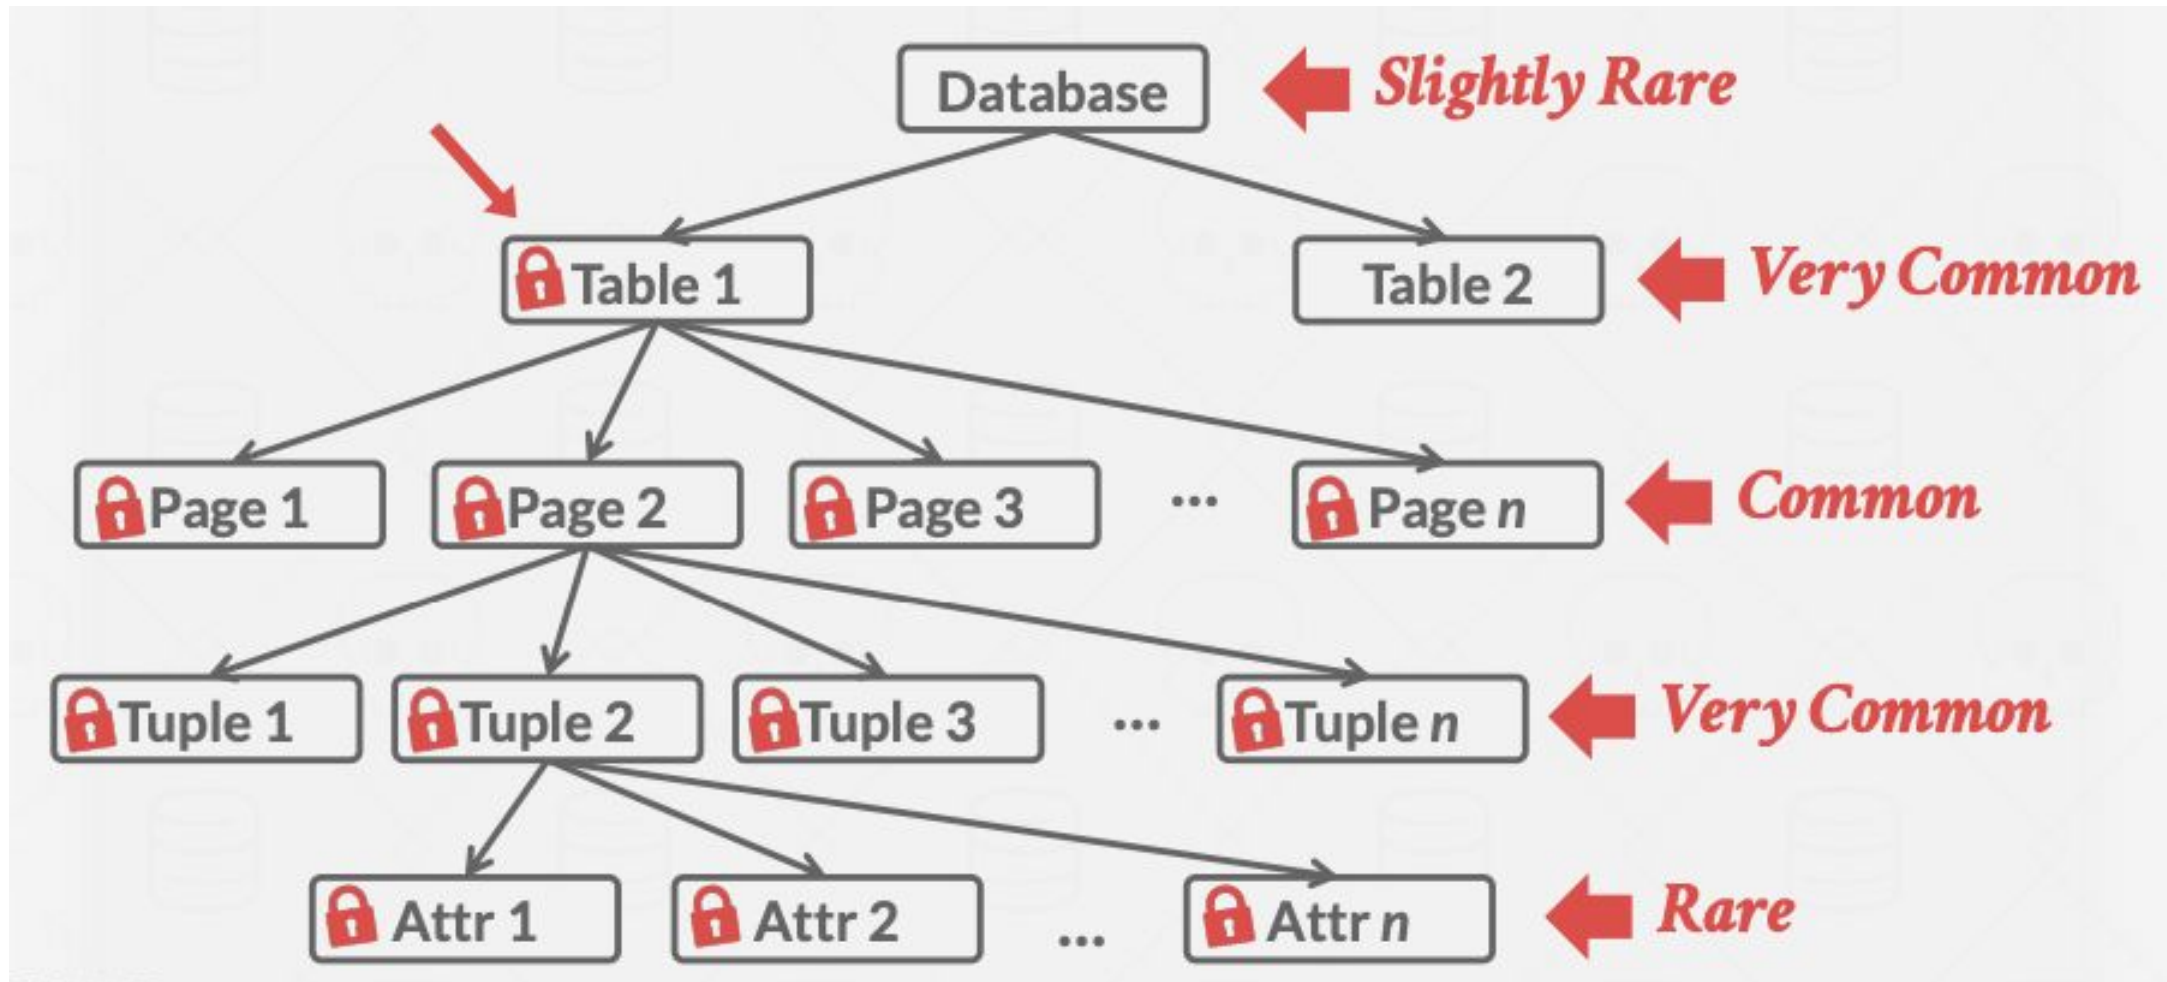 Database Slightly Rare
Table 1 Table 2 Very Common
Page 1 Page 2 Page 3 ... Page n Common
Tuple 1 Tuple 2 Tuple 3 ... Tuple n Very Common
Attr 1 Attr 2 ... Attr n Rare